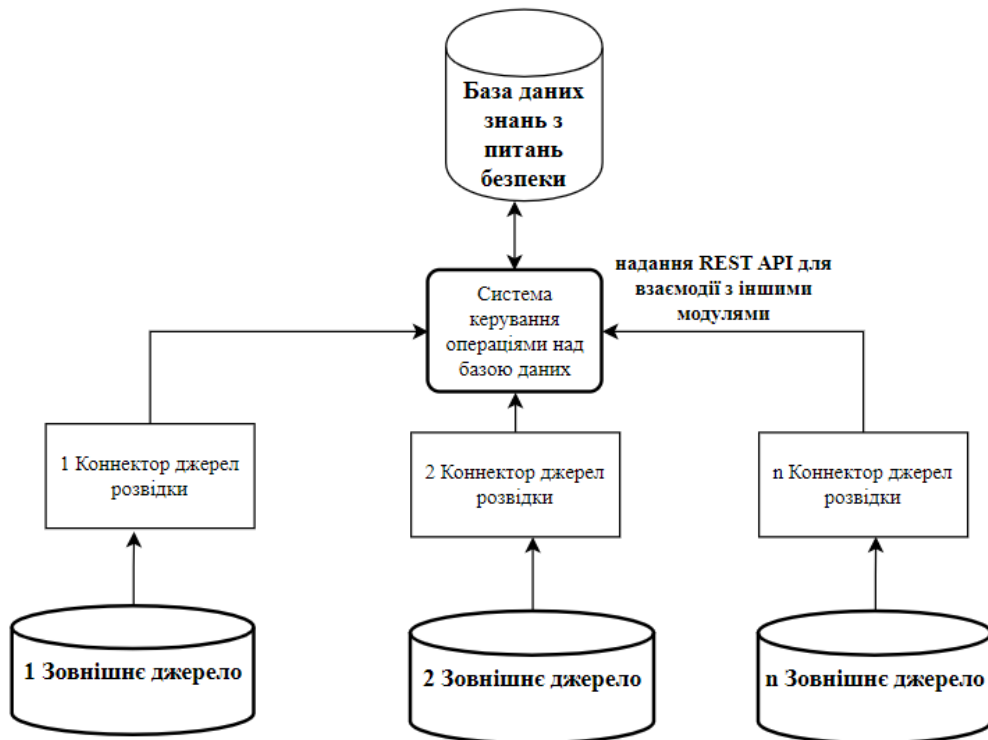 База даних
знань з
питань
безпеки
надання REST API для
взаємодії з іншими
модулями
Система
керування
операціями над
базою даних
1 Коннектор джерел
розвідки
2 Коннектор джерел
розвідки
n Коннектор джерел
розвідки
1 Зовнішнє джерело
2 Зовнішнє джерело
n Зовнішнє джерело